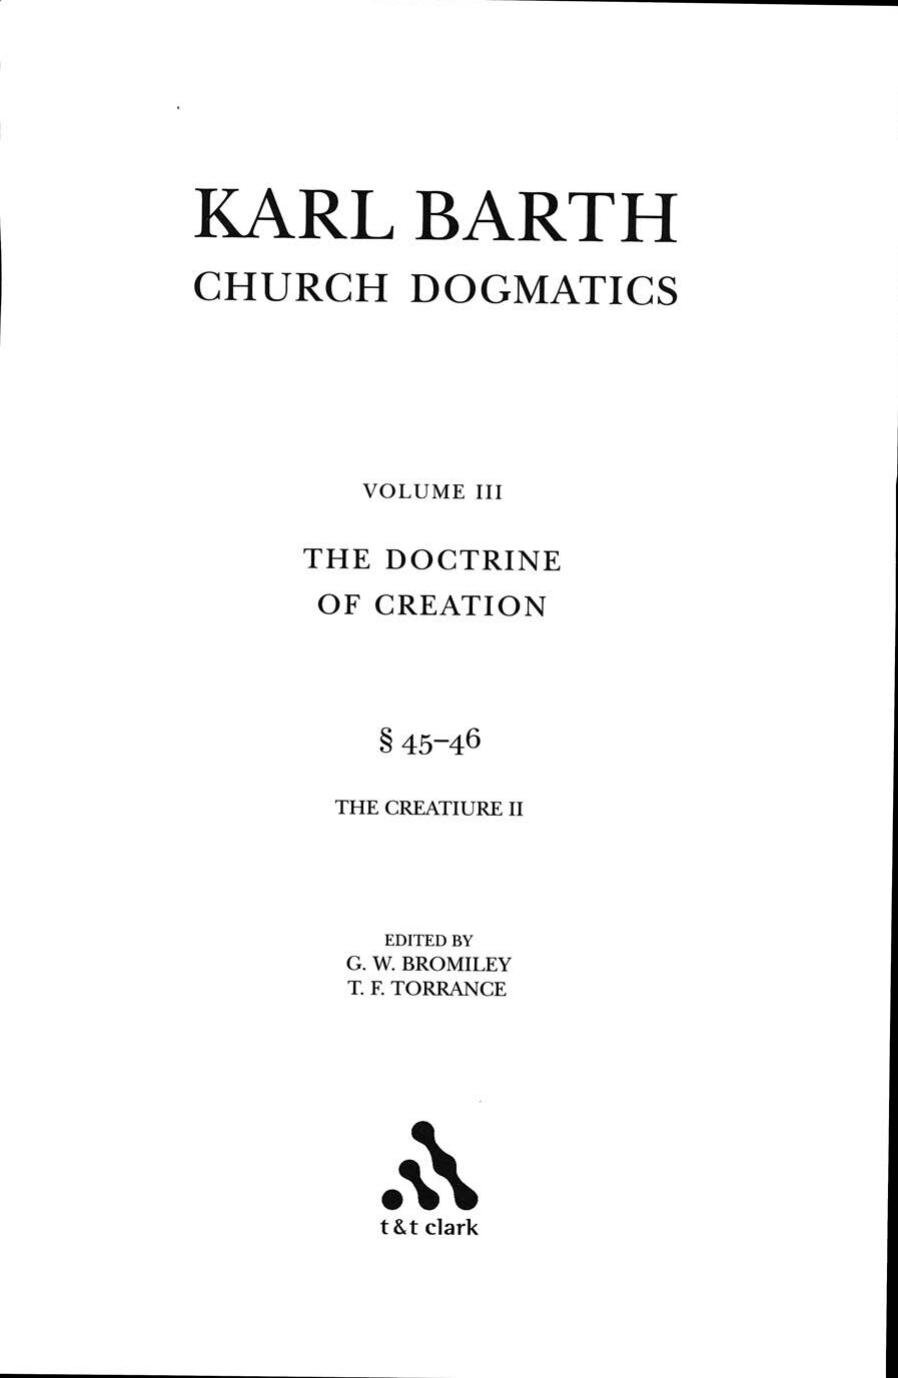 KARL BARTH
CHURCH DOGMATICS
VOLUME III
THE DOCTRINE
OF CREATION
§ 45–46
THE CREATIURE II
EDITED BY
G. W. BROMILEY
T. F. TORRANCE
t&t clark